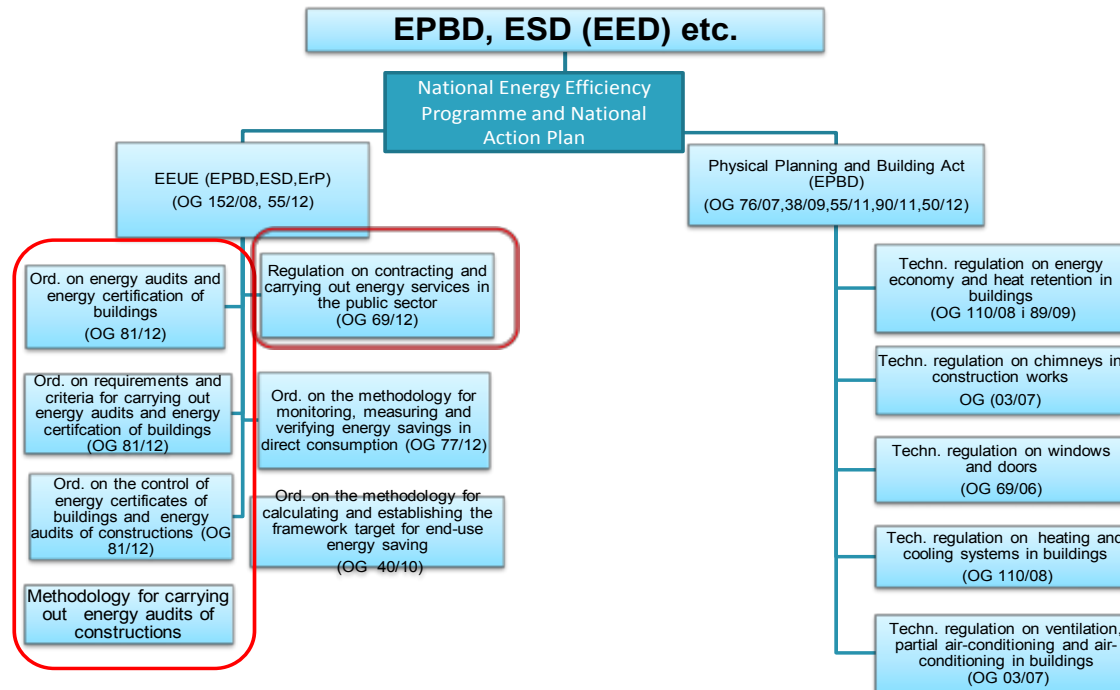 EPBD, ESD (EED) etc.
National Energy Efficiency
Programme and National
Action Plan
EEUE (EPBD,ESD,ErP)
(OG 152/08, 55/12)
Physical Planning and Building Act
(EPBD)
(OG 76/07,38/09,55/11,90/11,50/12)
Ord. on energy audits and
energy certification of
buildings
(OG 81/12)
Regulation on contracting and
carrying out energy services in
the public sector
(OG 69/12)
Ord. on requirements and
criteria for carrying out
energy audits and energy
certifcation of buildings
(OG 81/12)
Ord. on the methodology for
monitoring, measuring and
verifying energy savings in
direct consumption (OG 77/12)
Ord. on the control of
energy certificates of
buildings and energy
audits of constructions (OG
81/12)
Ord. on the methodology for
calculating and establishing the
framework target for end-use
energy saving
(OG 40/10)
Methodology for carrying
out energy audits of
constructions
Techn. regulation on energy
economy and heat retention in
buildings
(OG 110/08 i 89/09)
Techn. regulation on chimneys in
construction works
OG (03/07)
Techn. regulation on windows
and doors
(OG 69/06)
Tech. regulation on heating and
cooling systems in buildings
(OG 110/08)
Techn. regulation on ventilation,
partial air-conditioning and air-
conditioning in buildings
(OG 03/07)